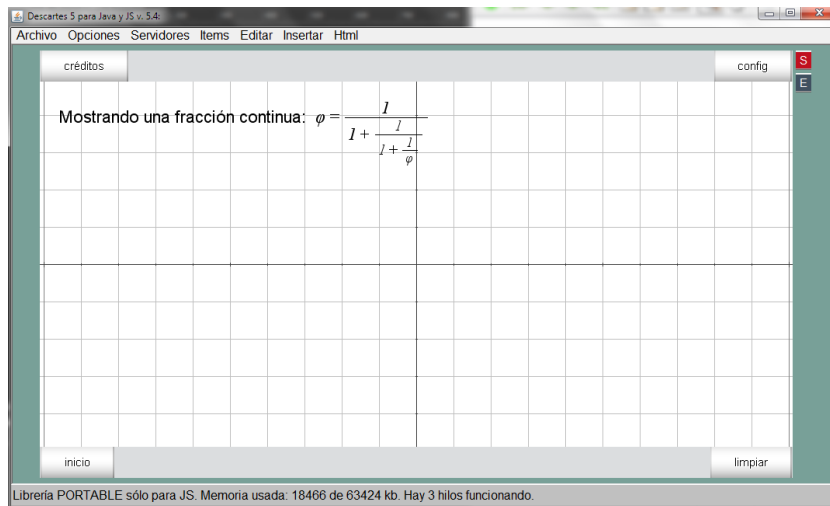 Descartes 5 para Java y JS v. 5.4:
Archivo Opciones Servidores Items Editar Insertar Html
créditos config S
E
Mostrando una fracción continua: φ = 1/(1 + 1/(1 + 1/φ))
inicio limpiar
Librería PORTABLE sólo para JS. Memoria usada: 18466 de 63424 kb. Hay 3 hilos funcionando.